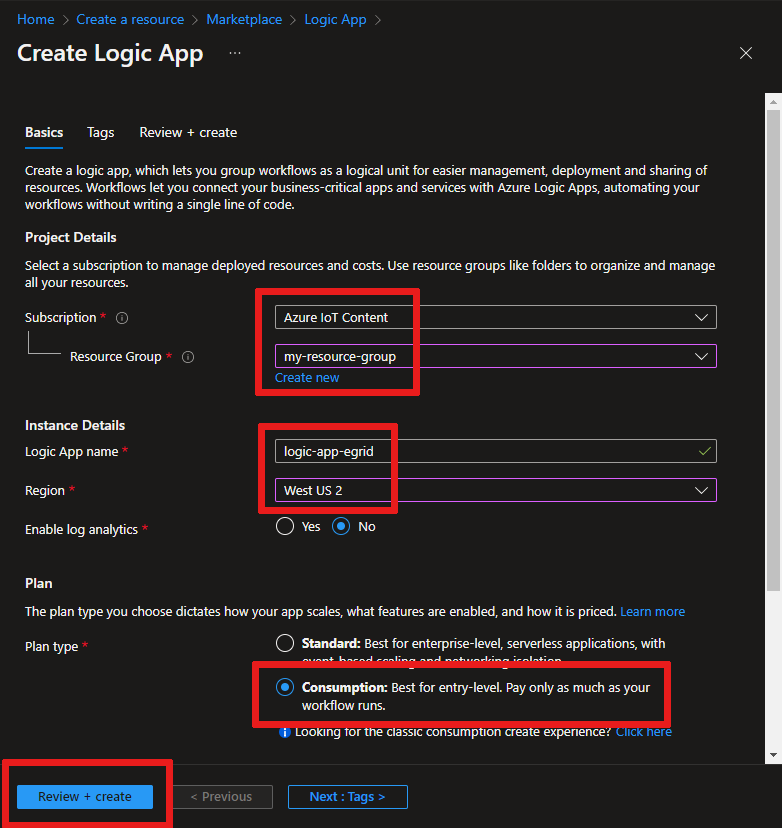 Home > Create a resource > Marketplace > Logic App >
Create Logic App ...
Basics Tags Review + create
Create a logic app, which lets you group workflows as a logical unit for easier management, deployment and sharing of
resources. Workflows let you connect your business-critical apps and services with Azure Logic Apps, automating your
workflows without writing a single line of code.
Project Details
Select a subscription to manage deployed resources and costs. Use resource groups like folders to organize and manage
all your resources.
Subscription * Azure IoT Content
Resource Group * my-resource-group
Create new
Instance Details
Logic App name * logic-app-egrid
Region * West US 2
Enable log analytics * Yes No
Plan
The plan type you choose dictates how your app scales, what features are enabled, and how it is priced. Learn more
Plan type * Standard: Best for enterprise-level, serverless applications, with
event-based scaling and networking isolation.
Consumption: Best for entry-level. Pay only as much as your
workflow runs.
Looking for the classic consumption create experience? Click here
Review + create < Previous Next : Tags >